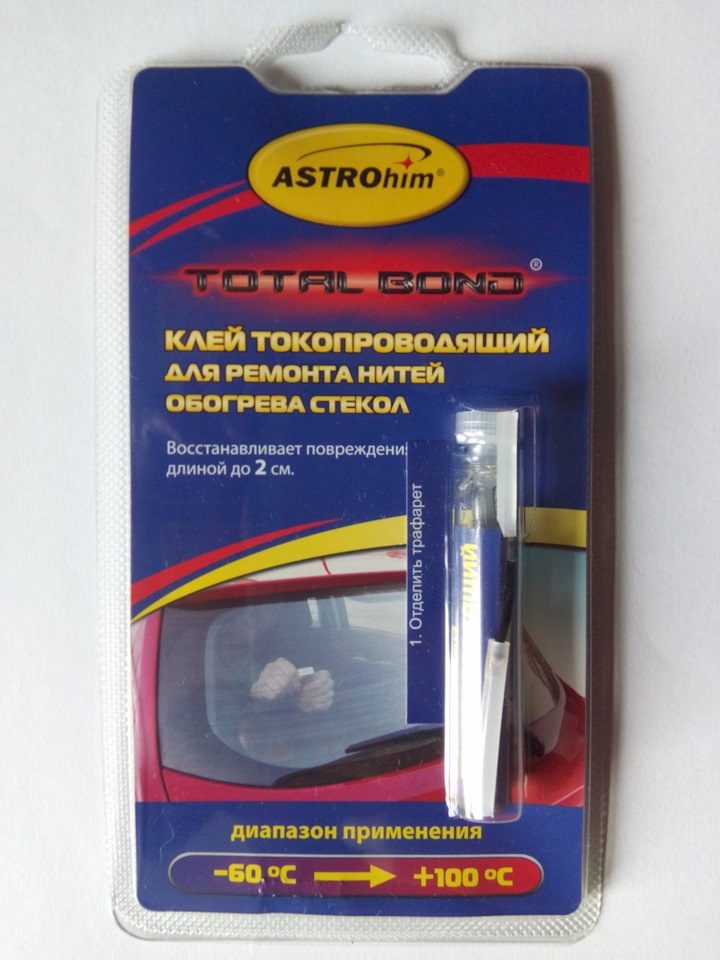 ASTROhim®
TOTAL BOND®
КЛЕЙ ТОКОПРОВОДЯЩИЙ
ДЛЯ РЕМОНТА НИТЕЙ
ОБОГРЕВА СТЕКОЛ
Восстанавливает повреждени
длиной до 2 см.
1. Отделить трафарет
диапазон применения
-60 °C → +100 °C